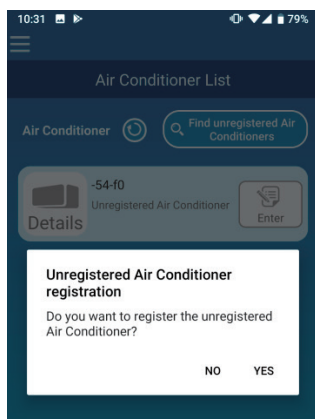 10:31 79%
Air Conditioner List
Air Conditioner
Find unregistered Air
Conditioners
-54-f0
Unregistered Air Conditioner
Details
Enter
Unregistered Air Conditioner
registration
Do you want to register the unregistered
Air Conditioner?
NO YES